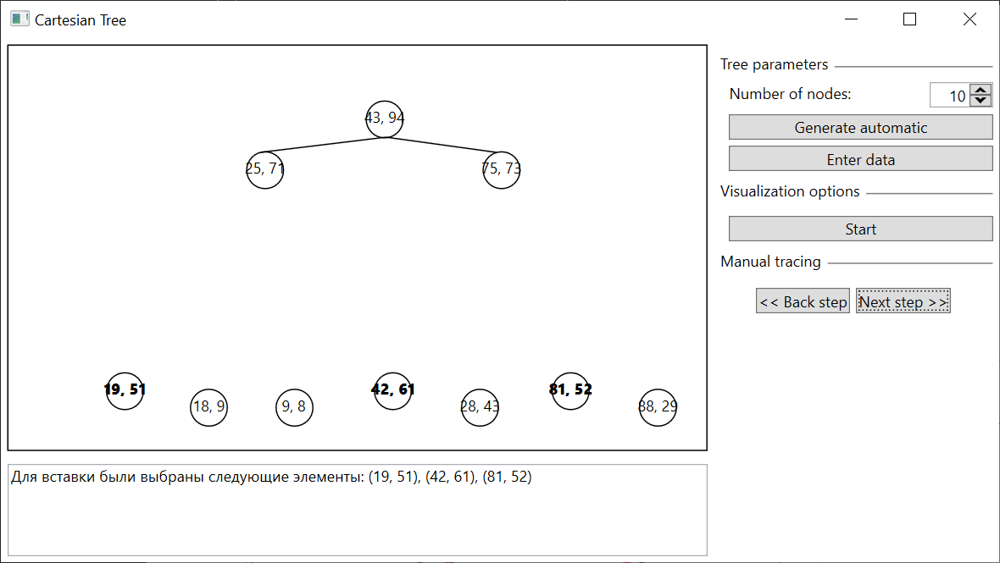 Cartesian Tree
43, 94
25, 71
75, 73
19, 51
18, 9
9, 8
42, 61
28, 43
81, 52
88, 29
Для вставки были выбраны следующие элементы: (19, 51), (42, 61), (81, 52)
Tree parameters
Number of nodes: 10
Generate automatic
Enter data
Visualization options
Start
Manual tracing
<< Back step Next step >>